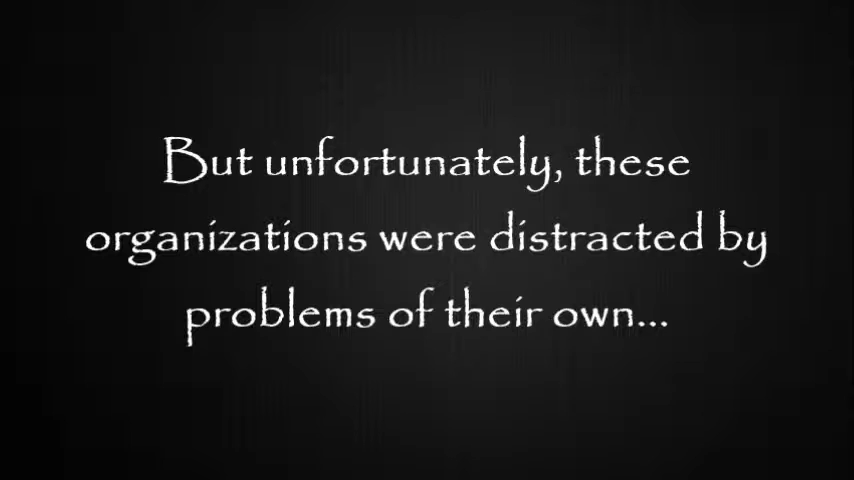 But unfortunately, these
organizations were distracted by
problems of their own...